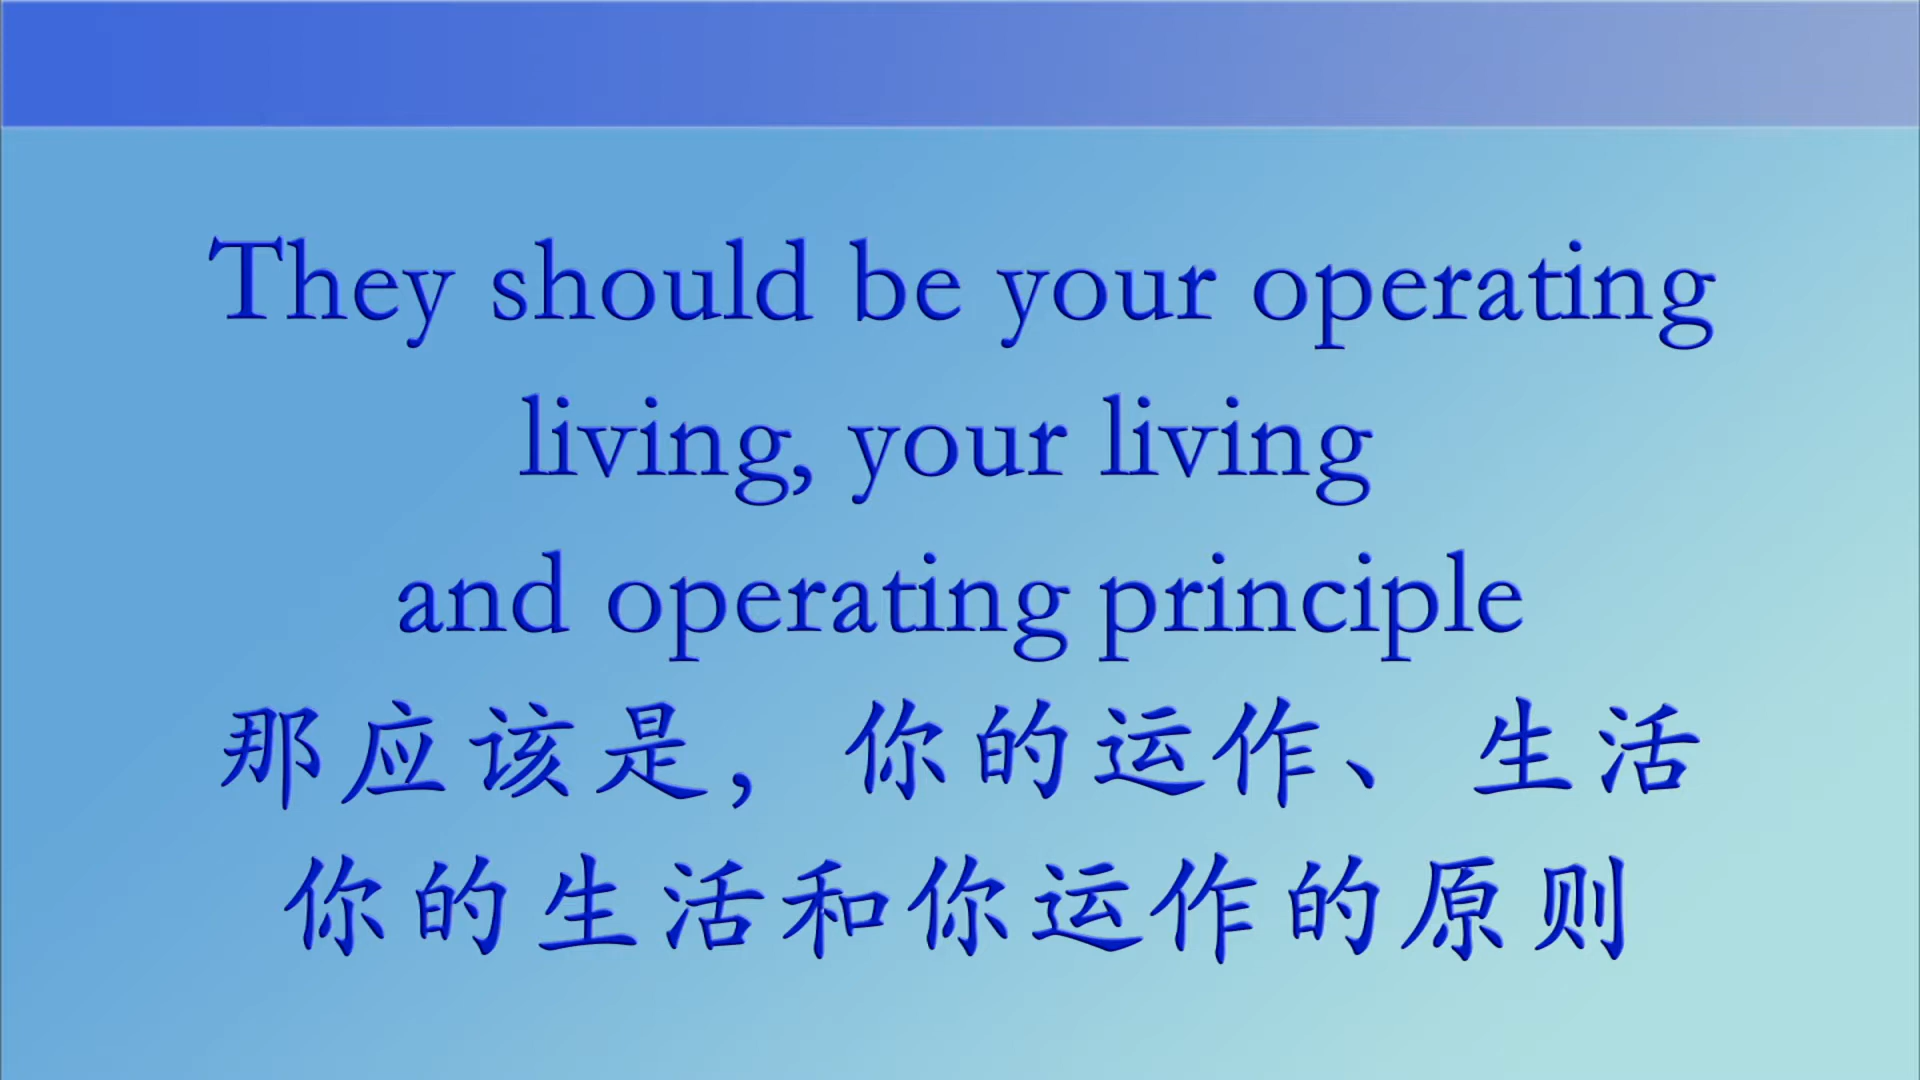 They should be your operating
living, your living
and operating principle
那应该是，你的运作、生活
你的生活和你运作的原则